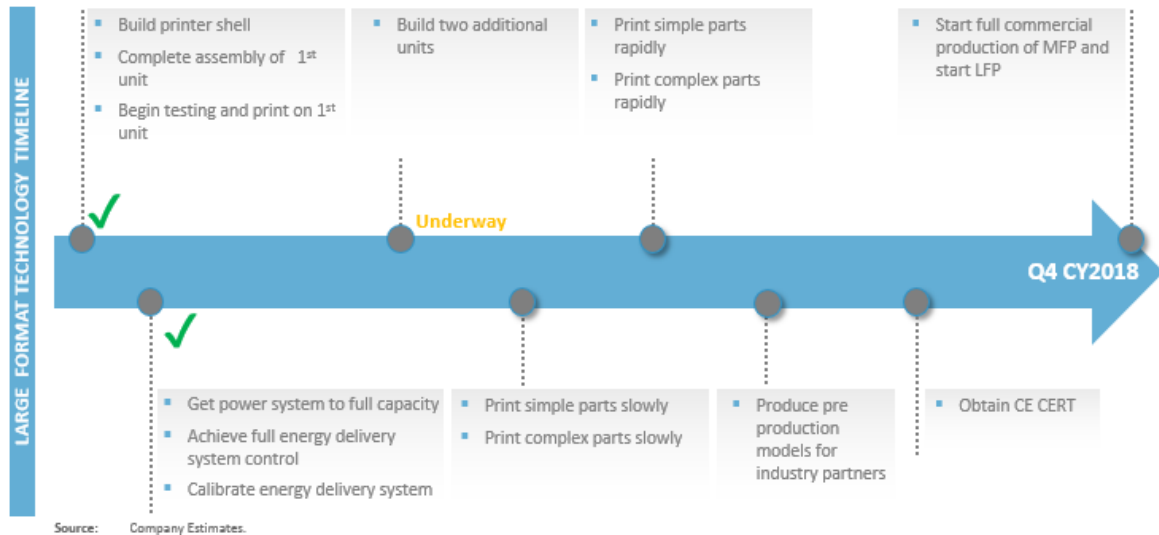 LARGE FORMAT TECHNOLOGY TIMELINE
Build printer shell
Complete assembly of 1st
unit
Begin testing and print on 1st
unit
Build two additional
units
Print simple parts
rapidly
Print complex parts
rapidly
Start full commercial
production of MFP and
start LFP
Underway
Q4 CY2018
Get power system to full capacity
Achieve full energy delivery
system control
Calibrate energy delivery system
Print simple parts slowly
Print complex parts slowly
Produce pre
production
models for
industry partners
Obtain CE CERT
Source: Company Estimates.